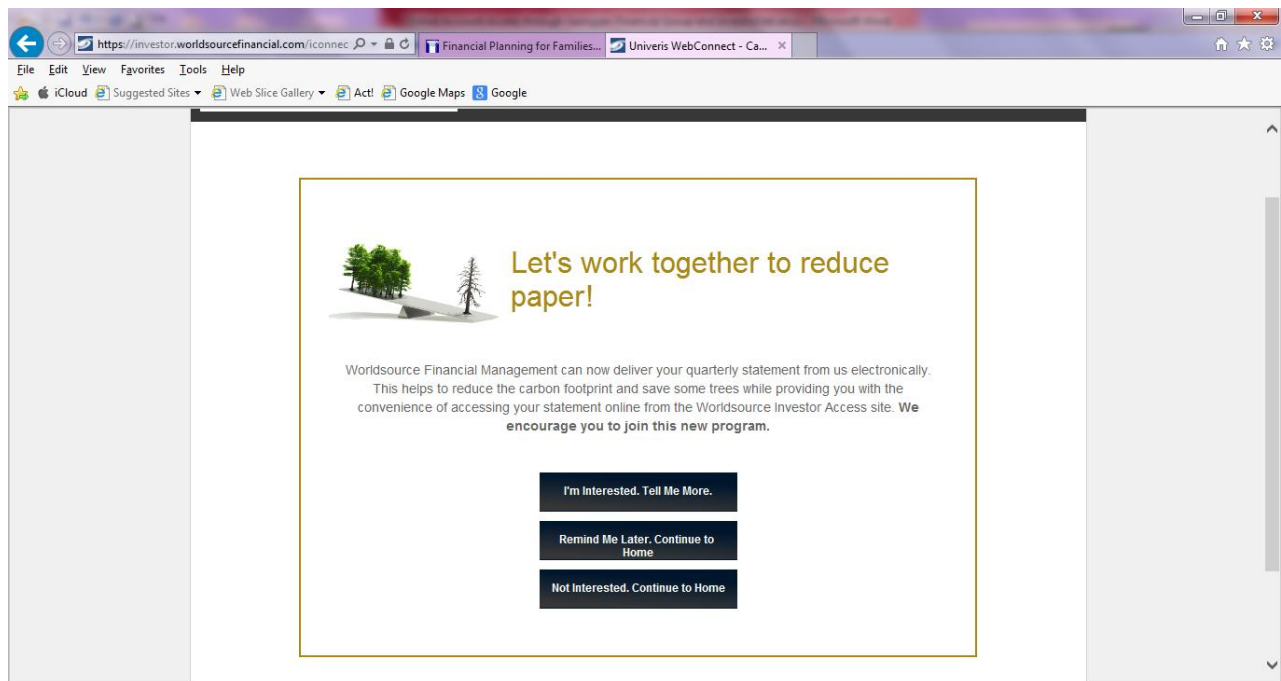 https://investor.worldsourcefinancial.com/iconnec
Financial Planning for Families...
Univeris WebConnect - Ca...
File Edit View Favorites Tools Help
iCloud Suggested Sites Web Slice Gallery Act! Google Maps Google
Let's work together to reduce
paper!
Worldsource Financial Management can now deliver your quarterly statement from us electronically.
This helps to reduce the carbon footprint and save some trees while providing you with the
convenience of accessing your statement online from the Worldsource Investor Access site. We
encourage you to join this new program.
I'm Interested. Tell Me More.
Remind Me Later. Continue to
Home
Not Interested. Continue to Home